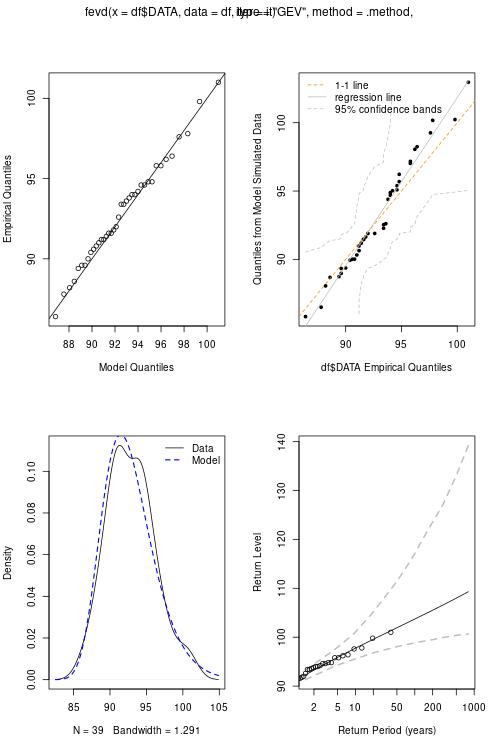 fevd(x = df$DATA, data = df, type = "GEV", method = .method,
100
95
90
Empirical Quantiles
88 90 92 94 96 98 100
Model Quantiles
1-1 line
regression line
95% confidence bands
100
95
90
Quantiles from Model Simulated Data
90 95 100
df$DATA Empirical Quantiles
Data
Model
0.10
0.08
0.06
0.04
0.02
0.00
Density
85 90 95 100 105
N = 39 Bandwidth = 1.291
140
130
120
110
100
90
Return Level
2 5 10 50 200 1000
Return Period (years)